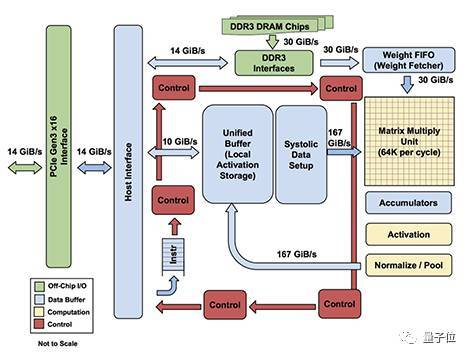 DDR3 DRAM Chips
14 GiB/s
30 GiB/s
30 GiB/s
DDR3
Interfaces
Weight FIFO
(Weight Fetcher)
Control
Control
30 GiB/s
PCIe Gen3 x16
Interface
14 GiB/s
14 GiB/s
Host Interface
10 GiB/s
Unified
Buffer
(Local
Activation
Storage)
Systolic
Data
Setup
167
GiB/s
Matrix Multiply
Unit
(64K per cycle)
Control
Accumulators
Activation
Instr
167 GiB/s
Normalize / Pool
Off-Chip I/O
Data Buffer
Computation
Control
Control
Control
Control
Not to Scale
量子位